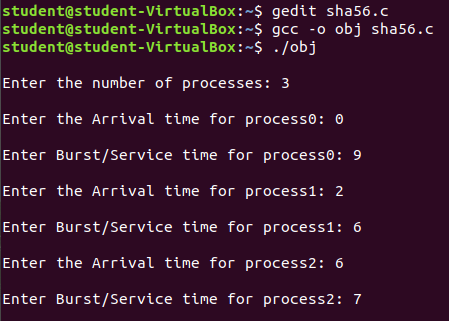 student@student-VirtualBox:~$ gedit sha56.c
student@student-VirtualBox:~$ gcc -o obj sha56.c
student@student-VirtualBox:~$ ./obj
Enter the number of processes: 3
Enter the Arrival time for process0: 0
Enter Burst/Service time for process0: 9
Enter the Arrival time for process1: 2
Enter Burst/Service time for process1: 6
Enter the Arrival time for process2: 6
Enter Burst/Service time for process2: 7